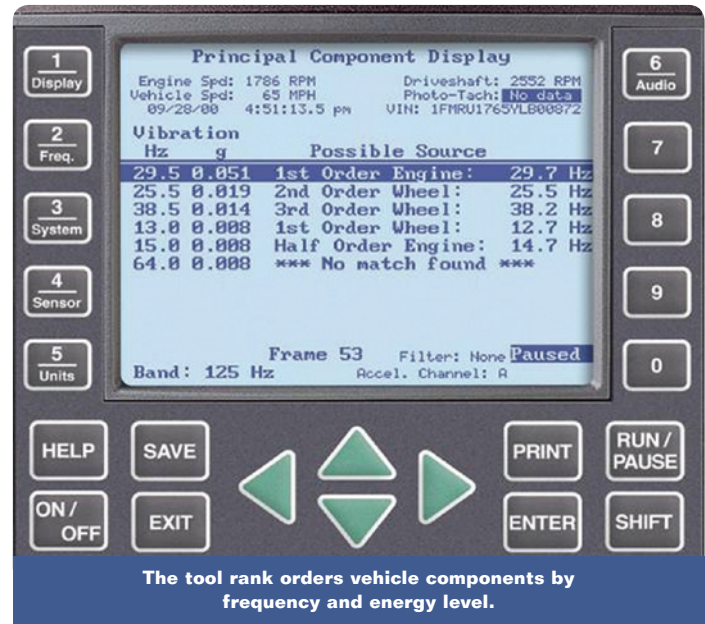 1
Display
2
Freq.
3
System
4
Sensor
5
Units
Principal Component Display
Engine Spd: 1786 RPM Driveshaft: 2552 RPM
Vehicle Spd: 65 MPH Photo-Tach: No data
09/28/00 4:51:13.5 pm VIN: 1FMRU1765YLB00872
Vibration
Hz g Possible Source
29.5 0.051 1st Order Engine: 29.7 Hz
25.5 0.019 2nd Order Wheel: 25.5 Hz
38.5 0.014 3rd Order Wheel: 38.2 Hz
13.0 0.008 1st Order Wheel: 12.7 Hz
15.0 0.008 Half Order Engine: 14.7 Hz
64.0 0.008 *** No match found ***
Frame 53 Filter: None Paused
Band: 125 Hz Accel. Channel: A
6
Audio
7
8
9
0
HELP
SAVE
PRINT
RUN /
PAUSE
ON /
OFF
EXIT
ENTER
SHIFT
The tool rank orders vehicle components by
frequency and energy level.